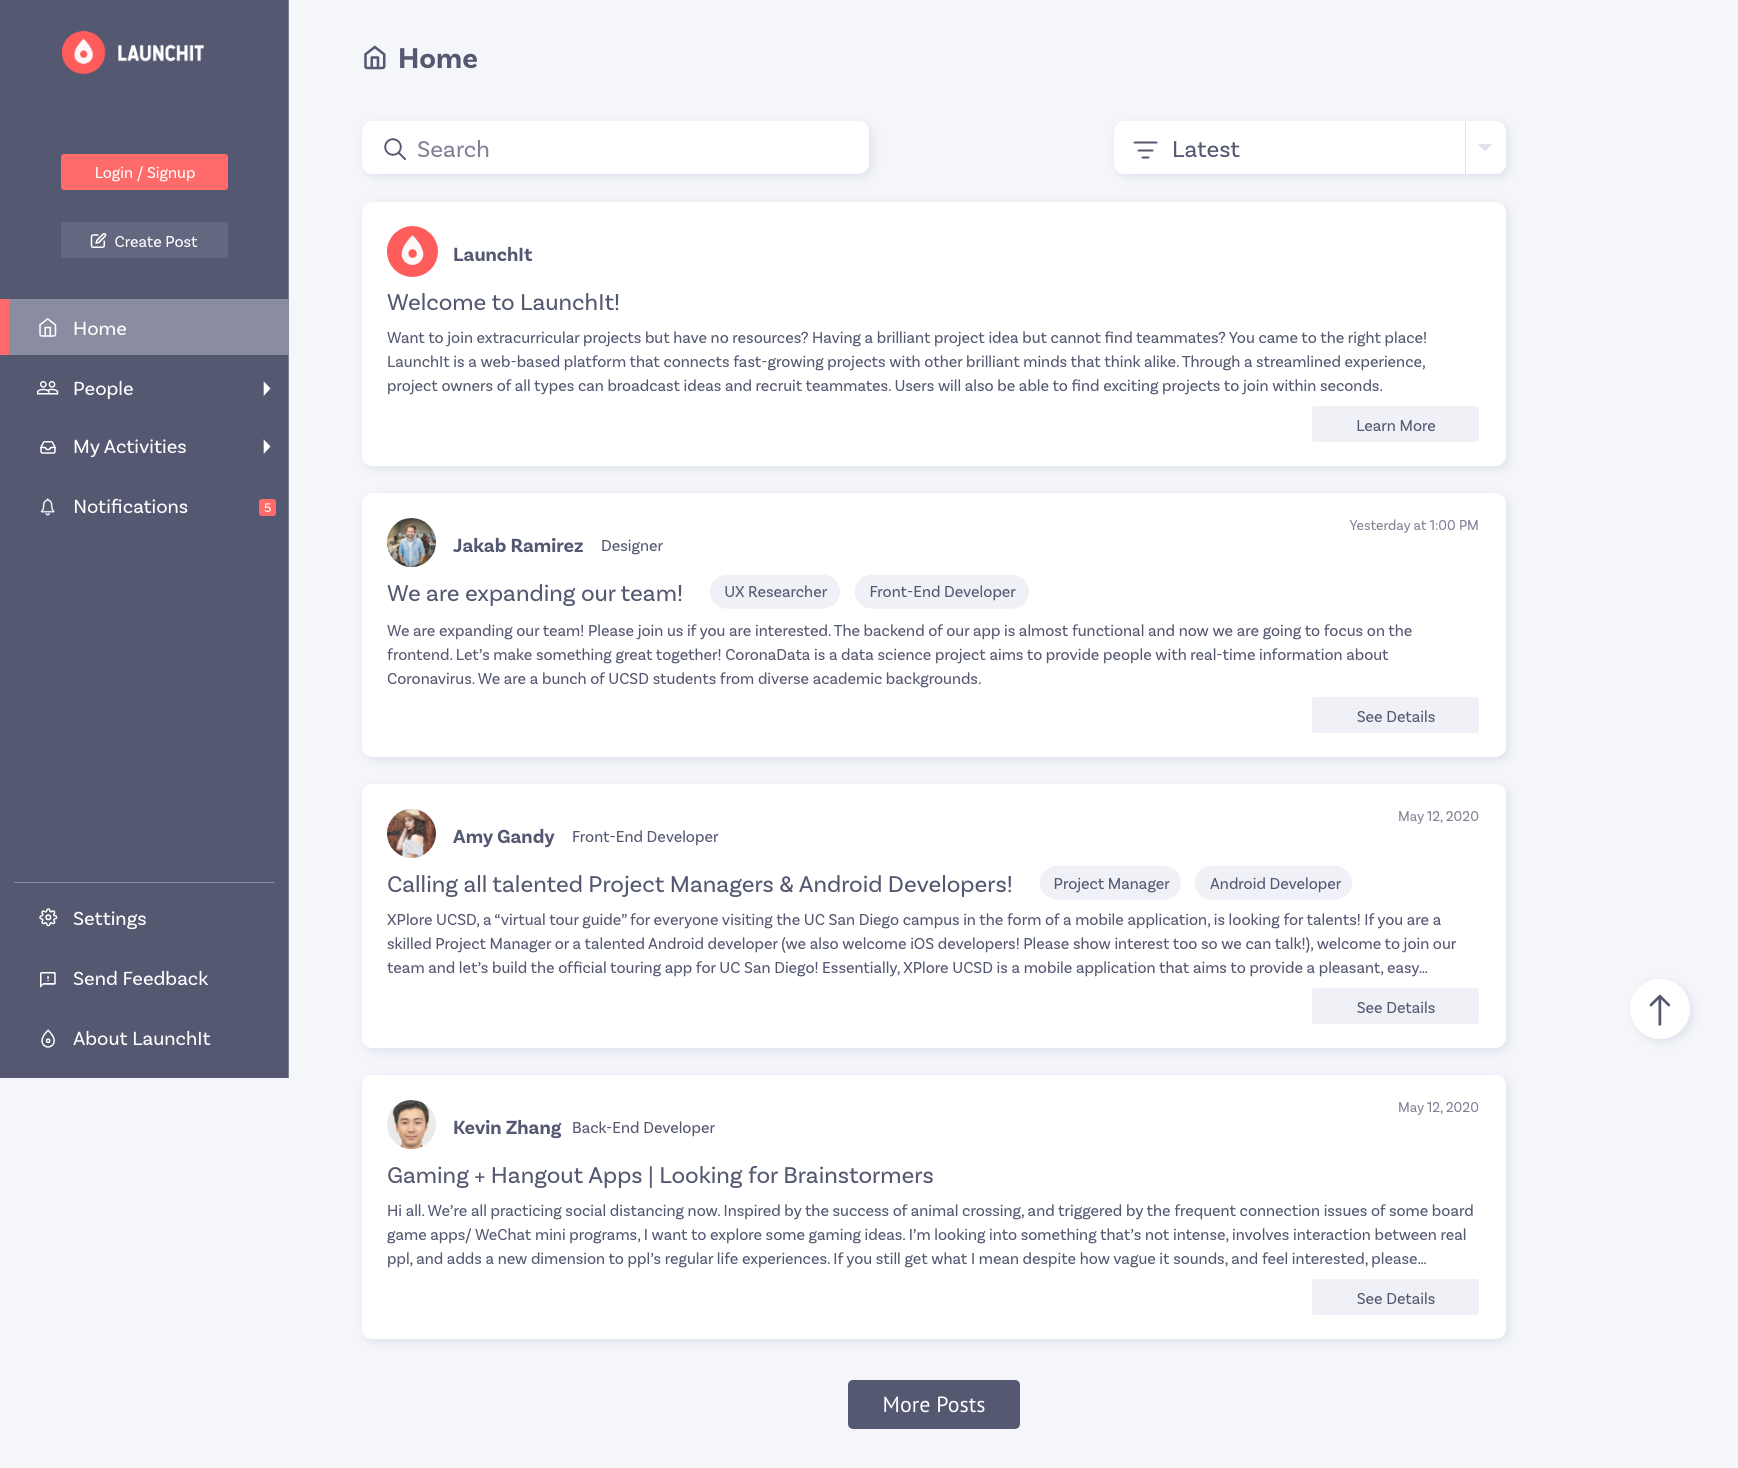 LAUNCHIT
Login / Signup
Create Post
Home
People
My Activities
Notifications
5
Settings
Send Feedback
About LaunchIt
Home
Search
Latest
LaunchIt
Welcome to LaunchIt!
Want to join extracurricular projects but have no resources? Having a brilliant project idea but cannot find teammates? You came to the right place!
LaunchIt is a web-based platform that connects fast-growing projects with other brilliant minds that think alike. Through a streamlined experience,
project owners of all types can broadcast ideas and recruit teammates. Users will also be able to find exciting projects to join within seconds.
Learn More
Yesterday at 1:00 PM
Jakab Ramirez Designer
We are expanding our team! UX Researcher Front-End Developer
We are expanding our team! Please join us if you are interested. The backend of our app is almost functional and now we are going to focus on the
frontend. Let’s make something great together! CoronaData is a data science project aims to provide people with real-time information about
Coronavirus. We are a bunch of UCSD students from diverse academic backgrounds.
See Details
May 12, 2020
Amy Gandy Front-End Developer
Calling all talented Project Managers & Android Developers! Project Manager Android Developer
XPlore UCSD, a “virtual tour guide” for everyone visiting the UC San Diego campus in the form of a mobile application, is looking for talents! If you are a
skilled Project Manager or a talented Android developer (we also welcome iOS developers! Please show interest too so we can talk!), welcome to join our
team and let’s build the official touring app for UC San Diego! Essentially, XPlore UCSD is a mobile application that aims to provide a pleasant, easy…
See Details
May 12, 2020
Kevin Zhang Back-End Developer
Gaming + Hangout Apps | Looking for Brainstormers
Hi all. We’re all practicing social distancing now. Inspired by the success of animal crossing, and triggered by the frequent connection issues of some board
game apps/ WeChat mini programs, I want to explore some gaming ideas. I’m looking into something that’s not intense, involves interaction between real
ppl, and adds a new dimension to ppl’s regular life experiences. If you still get what I mean despite how vague it sounds, and feel interested, please…
See Details
More Posts